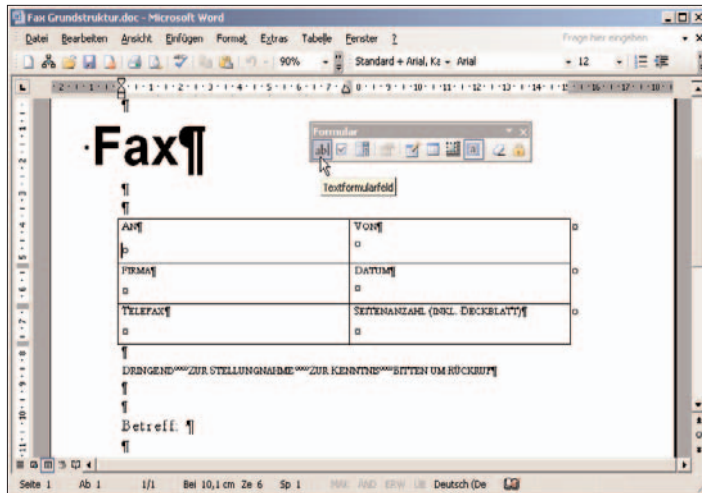 Fax Grundstruktur.doc - Microsoft Word
Datei Bearbeiten Ansicht Einfügen Format Extras Tabelle Fenster ? Frage hier eingeben
90% Standard + Arial, Ka Arial 12
Formular
Fax¶
Textformularfeld
AN¶ VON¶
FIRMA¶ DATUM¶
TELEFAX¶ SEITENANZAHL (INKL. DECKBLATT)¶
DRINGEND°°°ZUR STELLUNGNAHME°°°ZUR KENNTNIS°°°BITTEN UM RÜCKRUF¶
Betreff: ¶
Seite 1 Ab 1 1/1 Bei 10,1 cm Ze 6 Sp 1 MAK ÄND ERW ÜB Deutsch (De